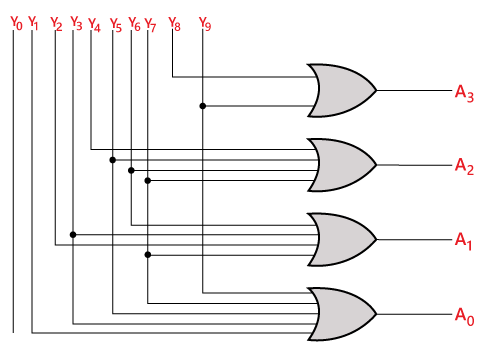 Y₀ Y₁ Y₂ Y₃ Y₄ Y₅ Y₆ Y₇ Y₈ Y₉
A₃
A₂
A₁
A₀